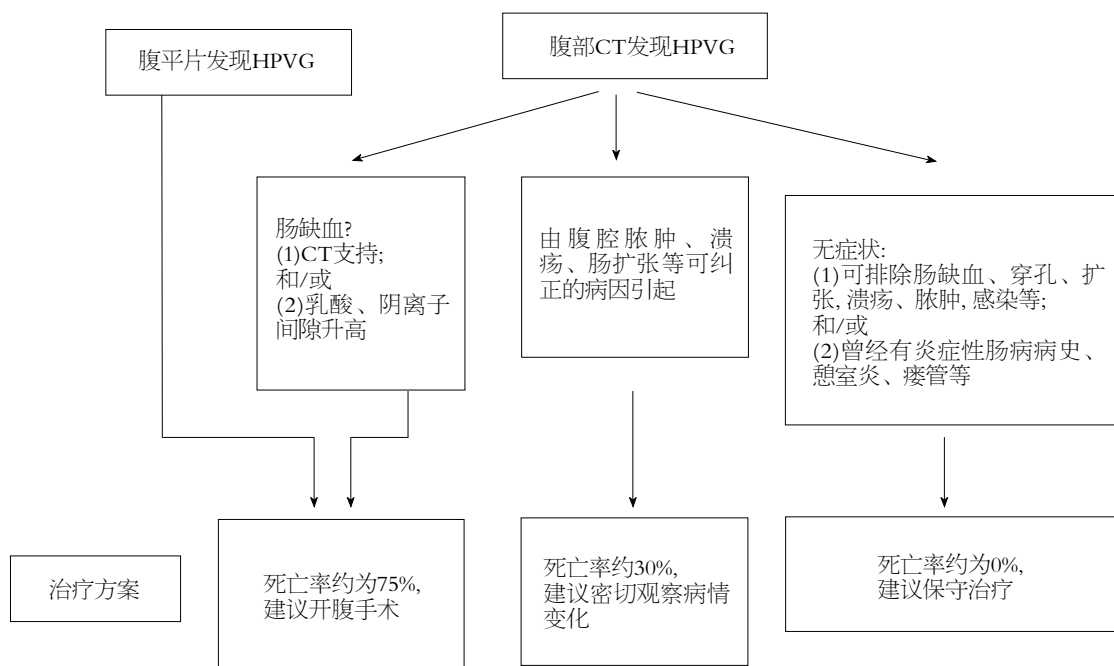 腹平片发现HPVG
腹部CT发现HPVG
肠缺血?
(1)CT支持;
和/或
(2)乳酸、阴离子
间隙升高
由腹腔脓肿、溃
疡、肠扩张等可纠
正的病因引起
无症状:
(1)可排除肠缺血、穿孔、扩
张, 溃疡、脓肿, 感染等;
和/或
(2)曾经有炎症性肠病病史、
憩室炎、瘘管等
治疗方案
死亡率约为75%,
建议开腹手术
死亡率约30%,
建议密切观察病情
变化
死亡率约为0%,
建议保守治疗